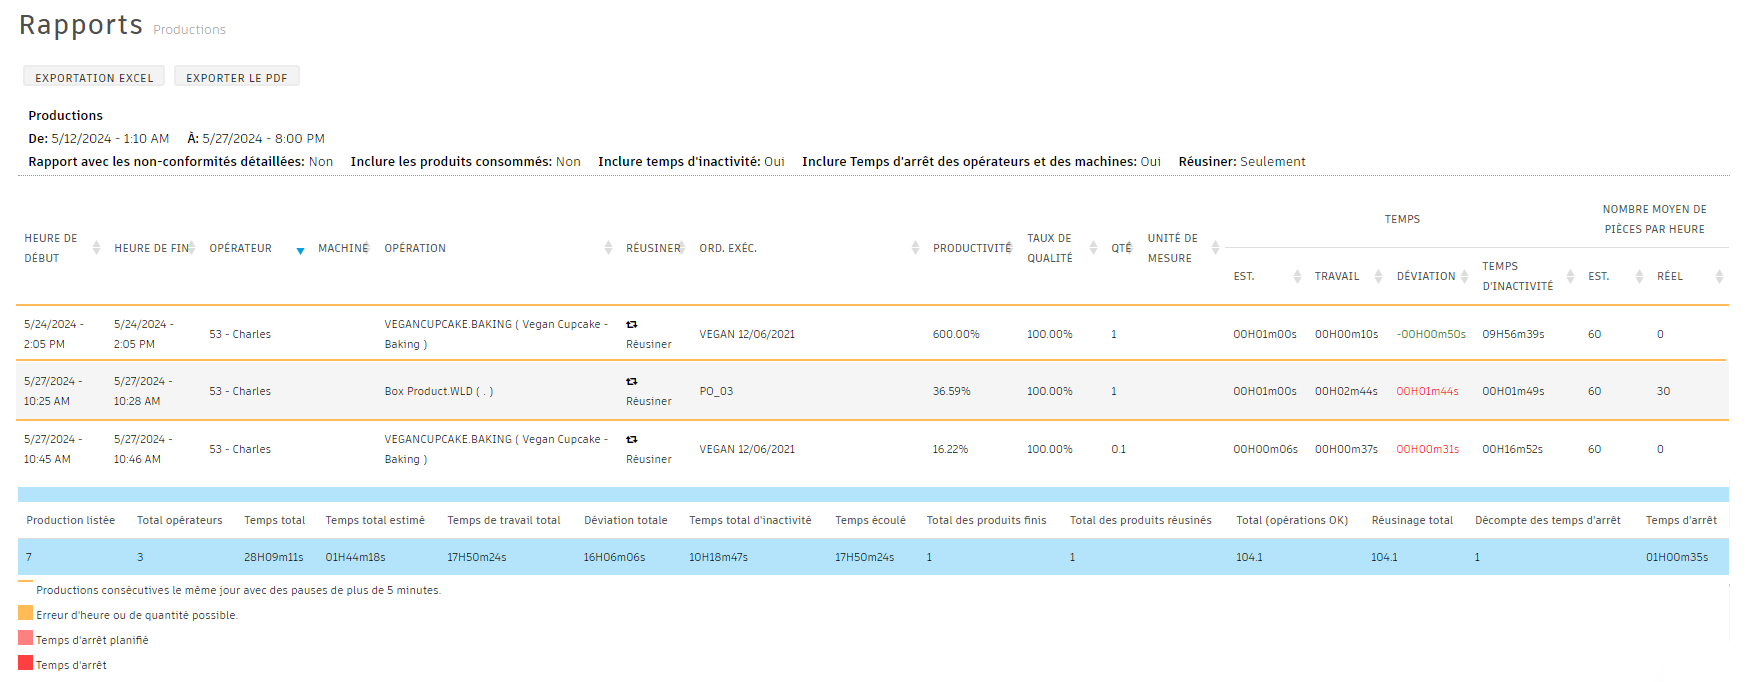 Rapports Productions
EXPORTATION EXCEL EXPORTER LE PDF
Productions
De: 5/12/2024 - 1:10 AM À: 5/27/2024 - 8:00 PM
Rapport avec les non-conformités détaillées: Non Inclure les produits consommés: Non Inclure temps d'inactivité: Oui Inclure Temps d'arrêt des opérateurs et des machines: Oui Réusiner: Seulement
HEURE DE DÉBUT HEURE DE FIN OPÉRATEUR MACHINE OPÉRATION RÉUSINER ORD. EXÉC. PRODUCTIVITÉ TAUX DE QUALITÉ QTÉ UNITÉ DE MESURE TEMPS NOMBRE MOYEN DE PIÈCES PAR HEURE
EST. TRAVAIL DÉVIATION TEMPS D'INACTIVITÉ EST. RÉEL
5/24/2024 - 2:05 PM 5/24/2024 - 2:05 PM 53 - Charles VEGANCUPCAKE.BAKING ( Vegan Cupcake - Baking ) Réusiner VEGAN 12/06/2021 600.00% 100.00% 1 00H01m00s 00H00m10s -00H00m50s 09H56m39s 60 0
5/27/2024 - 10:25 AM 5/27/2024 - 10:28 AM 53 - Charles Box Product.WLD ( . ) Réusiner PO_03 36.59% 100.00% 1 00H01m00s 00H02m44s 00H01m44s 00H01m49s 60 30
5/27/2024 - 10:45 AM 5/27/2024 - 10:46 AM 53 - Charles VEGANCUPCAKE.BAKING ( Vegan Cupcake - Baking ) Réusiner VEGAN 12/06/2021 16.22% 100.00% 0.1 00H00m06s 00H00m37s 00H00m31s 00H16m52s 60 0
Production listée Total opérateurs Temps total Temps total estimé Temps de travail total Déviation totale Temps total d'inactivité Temps écoulé Total des produits finis Total des produits réusinés Total (opérations OK) Réusinage total Décompte des temps d'arrêt Temps d'arrêt
7 3 28H09m11s 01H44m18s 17H50m24s 16H06m06s 10H18m47s 17H50m24s 1 1 104.1 104.1 1 01H00m35s
Productions consécutives le même jour avec des pauses de plus de 5 minutes.
Erreur d'heure ou de quantité possible.
Temps d'arrêt planifié
Temps d'arrêt